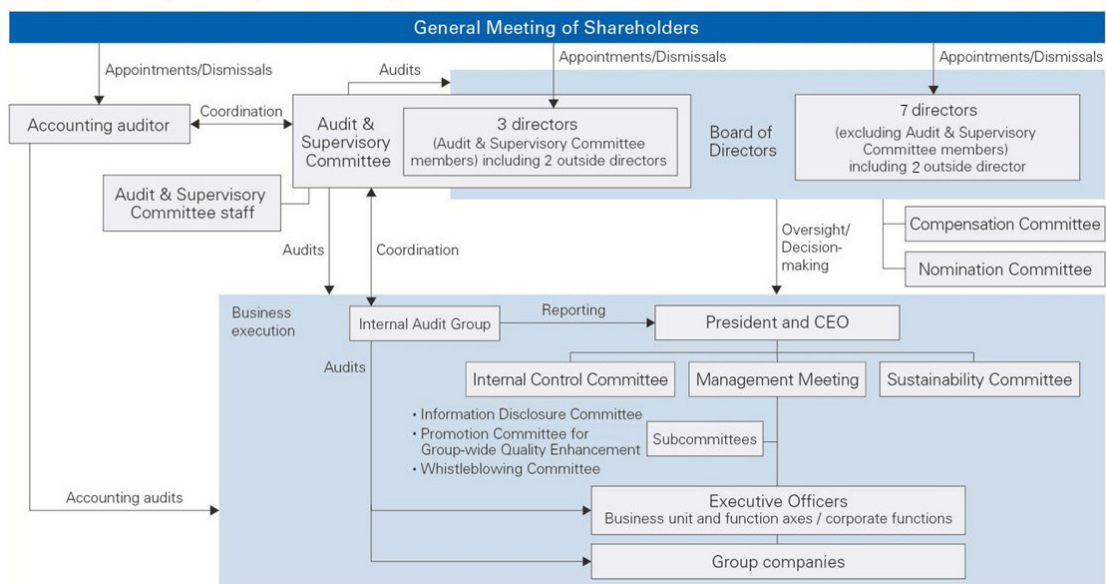 General Meeting of Shareholders
Appointments/Dismissals
Audits
Appointments/Dismissals
Appointments/Dismissals
Accounting auditor
Coordination
Audit &
Supervisory
Committee
3 directors
(Audit & Supervisory Committee
members) including 2 outside directors
Board of
Directors
7 directors
(excluding Audit & Supervisory
Committee members)
including 2 outside director
Audit & Supervisory
Committee staff
Audits
Coordination
Oversight/
Decision-
making
Compensation Committee
Nomination Committee
Business
execution
Internal Audit Group
Reporting
President and CEO
Audits
Internal Control Committee
Management Meeting
Sustainability Committee
・Information Disclosure Committee
・Promotion Committee for
Group-wide Quality Enhancement
・Whistleblowing Committee
Subcommittees
Accounting audits
Executive Officers
Business unit and function axes / corporate functions
Group companies